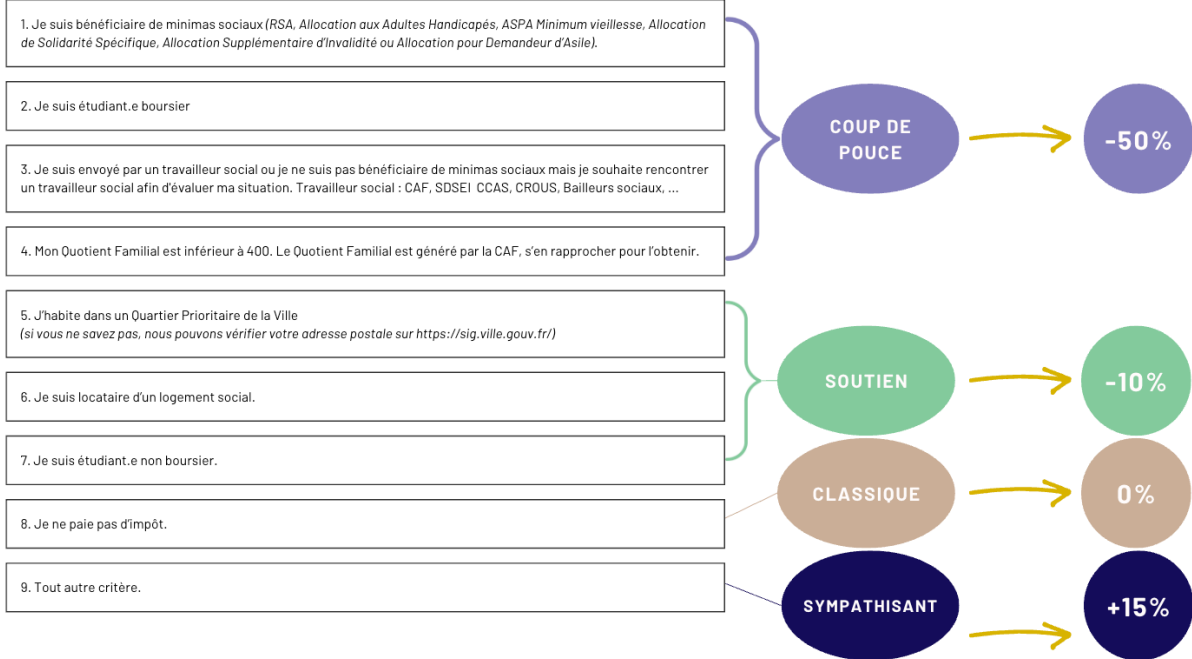 1. Je suis bénéficiaire de minimas sociaux (RSA, Allocation aux Adultes Handicapés, ASPA Minimum vieillesse, Allocation
de Solidarité Spécifique, Allocation Supplémentaire d'Invalidité ou Allocation pour Demandeur d'Asile).
2. Je suis étudiant.e boursier
3. Je suis envoyé par un travailleur social ou je ne suis pas bénéficiaire de minimas sociaux mais je souhaite rencontrer
un travailleur social afin d'évaluer ma situation. Travailleur social : CAF, SDSEI CCAS, CROUS, Bailleurs sociaux, ...
4. Mon Quotient Familial est inférieur à 400. Le Quotient Familial est généré par la CAF, s'en rapprocher pour l'obtenir.
COUP DE
POUCE
-50%
5. J'habite dans un Quartier Prioritaire de la Ville
(si vous ne savez pas, nous pouvons vérifier votre adresse postale sur https://sig.ville.gouv.fr/)
6. Je suis locataire d'un logement social.
7. Je suis étudiant.e non boursier.
SOUTIEN
-10%
8. Je ne paie pas d'impôt.
CLASSIQUE
0%
9. Tout autre critère.
SYMPATHISANT
+15%